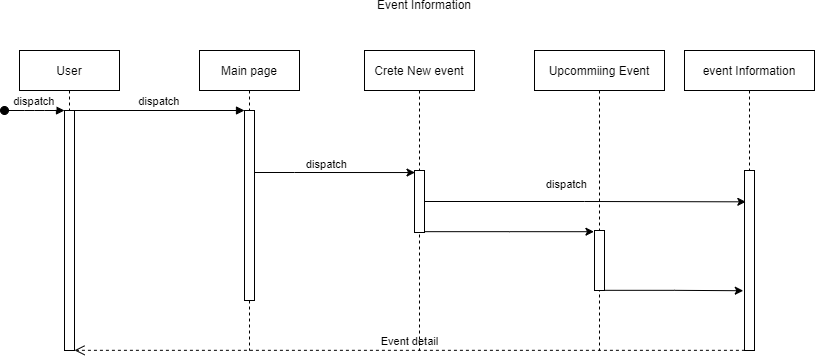 Event Information
User
Main page
Crete New event
Upcommiing Event
event Information
dispatch
dispatch
dispatch
dispatch
Event detail